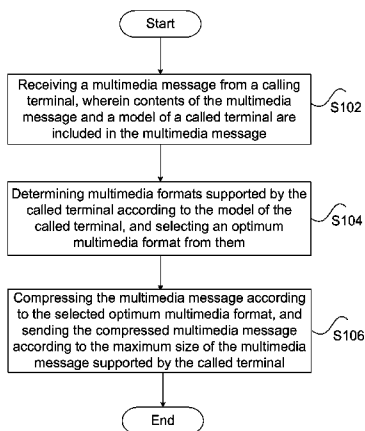 Start
Receiving a multimedia message from a calling
terminal, wherein contents of the multimedia
message and a model of a called terminal are
included in the multimedia message
S102
Determining multimedia formats supported by the
called terminal according to the model of the
called terminal, and selecting an optimum
multimedia format from them
S104
Compressing the multimedia message according
to the selected optimum multimedia format, and
sending the compressed multimedia message
according to the maximum size of the multimedia
message supported by the called terminal
S106
End